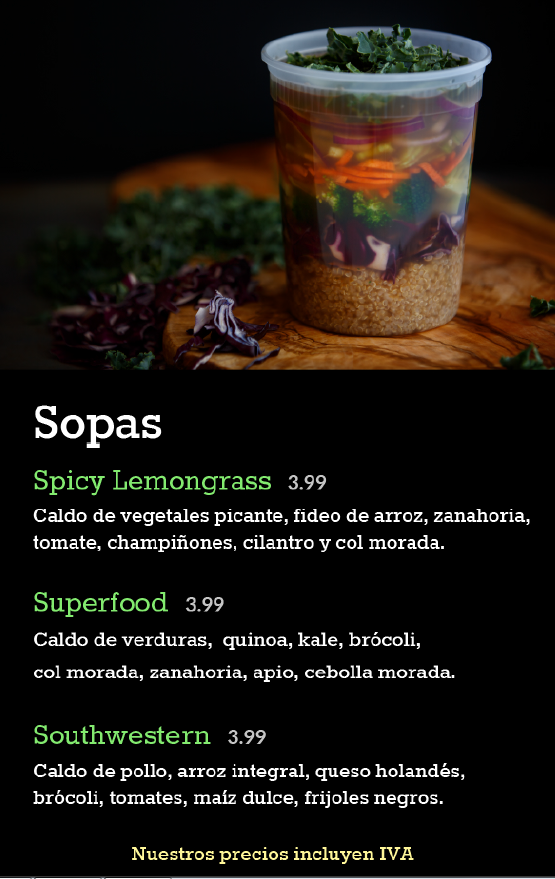 Sopas
Spicy Lemongrass 3.99
Caldo de vegetales picante, fideo de arroz, zanahoria,
tomate, champiñones, cilantro y col morada.
Superfood 3.99
Caldo de verduras, quinoa, kale, brócoli,
col morada, zanahoria, apio, cebolla morada.
Southwestern 3.99
Caldo de pollo, arroz integral, queso holandés,
brócoli, tomates, maíz dulce, frijoles negros.
Nuestros precios incluyen IVA